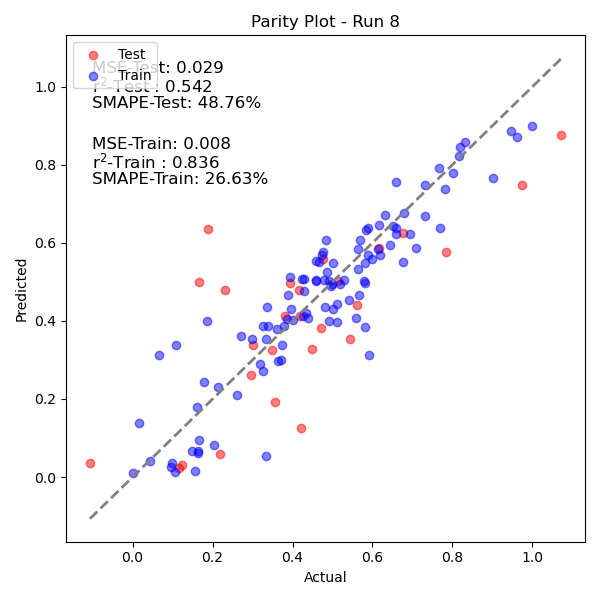 Parity Plot - Run 8
Test
Train
MSE-Test: 0.029
r²-Test : 0.542
SMAPE-Test: 48.76%
MSE-Train: 0.008
r²-Train : 0.836
SMAPE-Train: 26.63%
Predicted
1.0
0.8
0.6
0.4
0.2
0.0
0.0 0.2 0.4 0.6 0.8 1.0
Actual